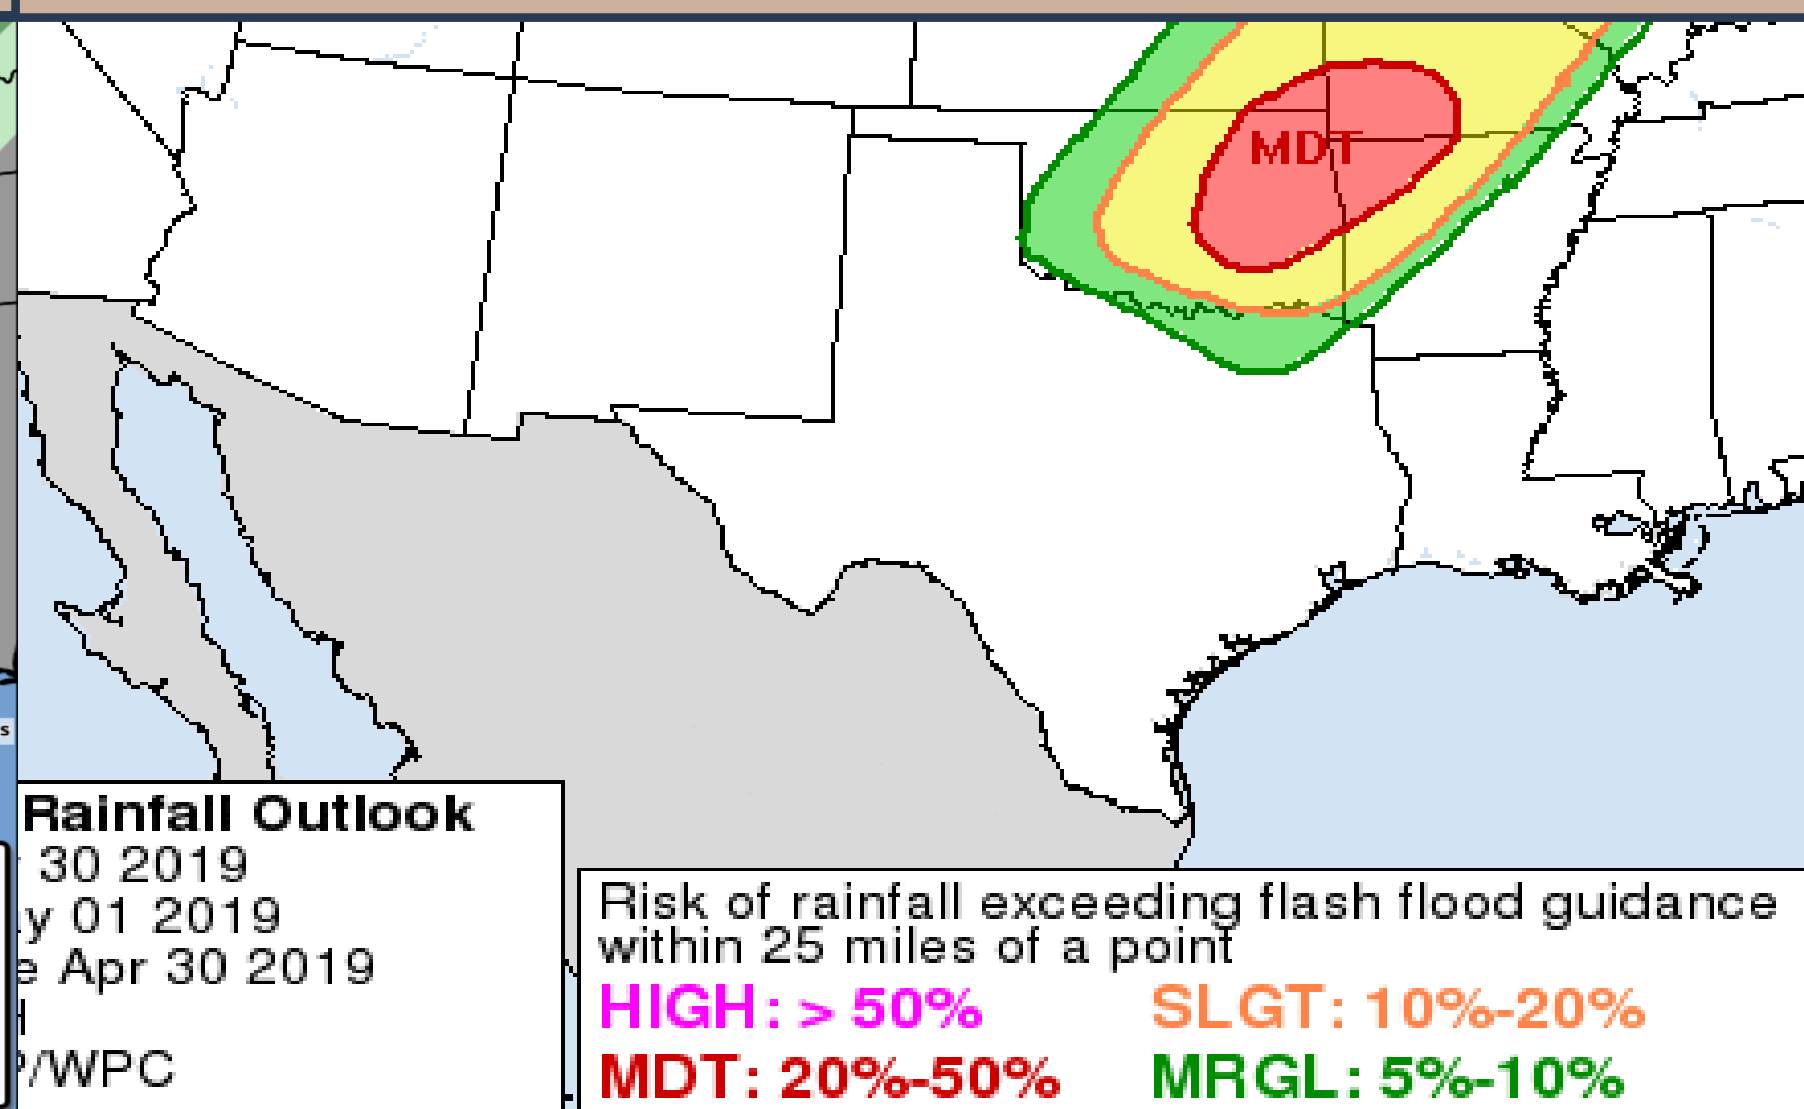 MDT
Rainfall Outlook
30 2019
y 01 2019
e Apr 30 2019
/WPC
s
Risk of rainfall exceeding flash flood guidance
within 25 miles of a point
HIGH: > 50% SLGT: 10%-20%
MDT: 20%-50% MRGL: 5%-10%